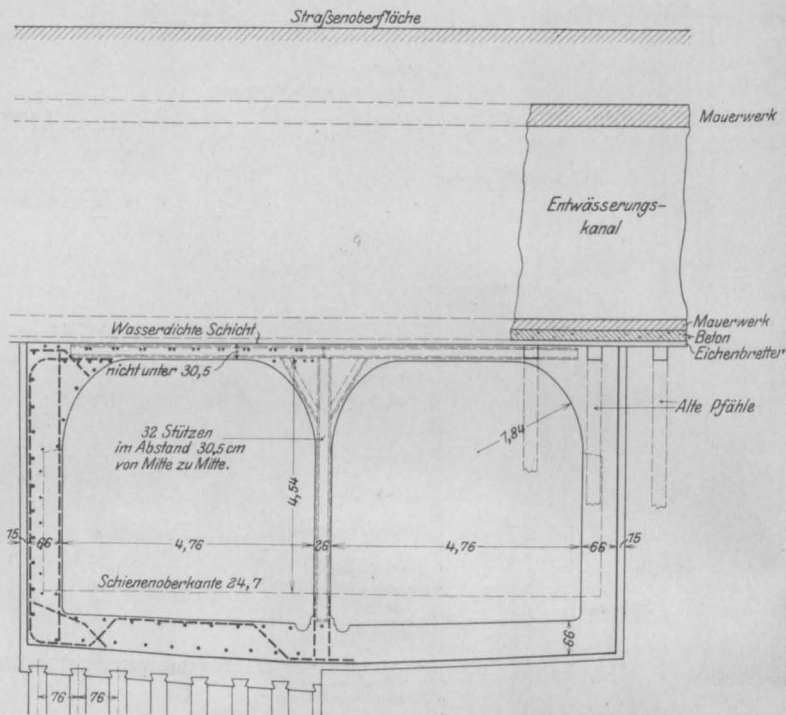 Straßenoberfläche
Mauerwerk
Entwässerungs-
kanal
Wasserdichte Schicht
Mauerwerk
Beton
Eichenbretter
nicht unter 30,5
Alte Pfähle
32 Stützen
im Abstand 30,5 cm
von Mitte zu Mitte.
1,84
4,54
15
66
4,76
26
4,76
66
15
Schienenoberkante 24,7
66
76
76